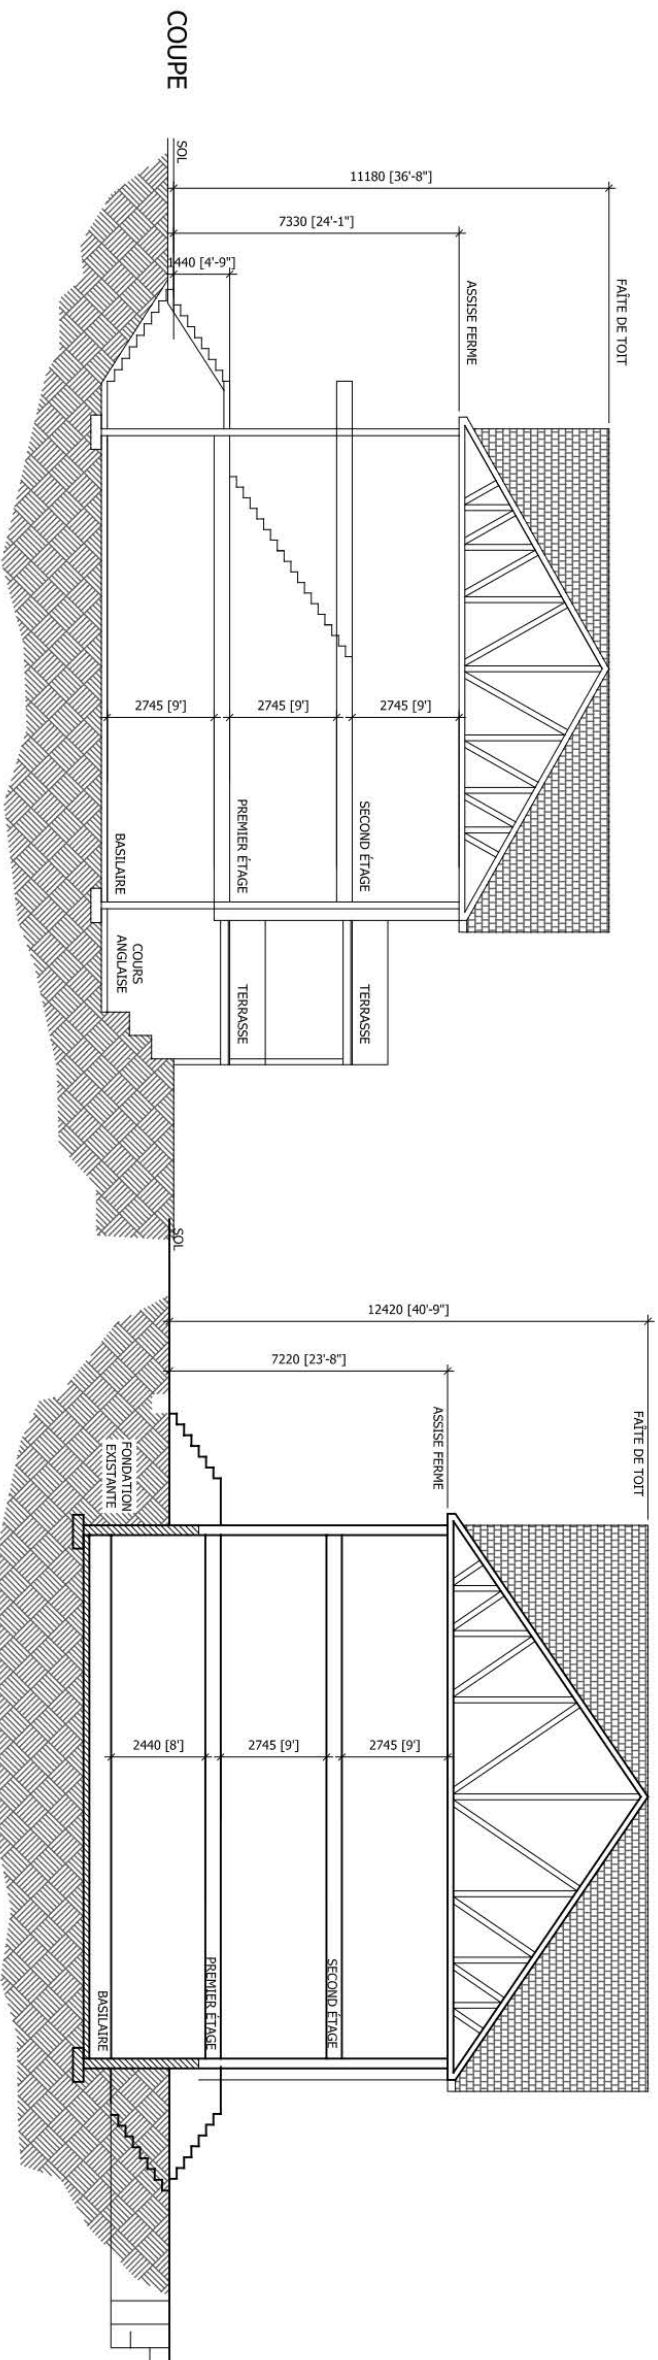 COUPE
SOL
11180 [36'-8"]
7330 [24'-1"]
1440 [4'-9"]
FAÎTE DE TOIT
ASSISE FERME
2745 [9']
2745 [9']
2745 [9']
SECOND ÉTAGE
PREMIER ÉTAGE
BASILAIRE
COURS
ANGLAISE
TERRASSE
TERRASSE
SOL
12420 [40'-9"]
7220 [23'-8"]
FAÎTE DE TOIT
ASSISE FERME
FONDATION
EXISTANTE
2440 [8']
2745 [9']
2745 [9']
SECOND ÉTAGE
PREMIER ÉTAGE
BASILAIRE